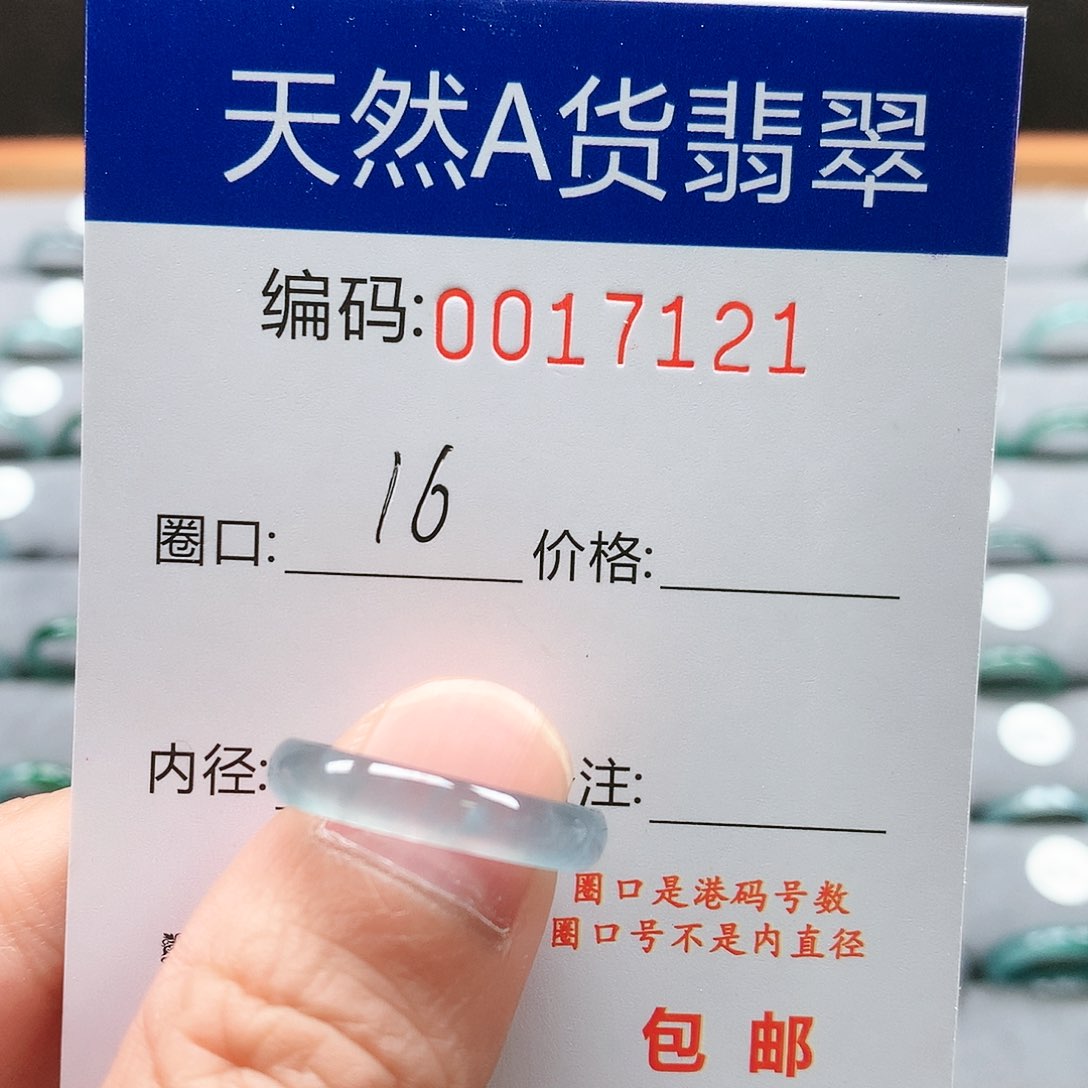 天然A货翡翠
编码:0017121
圈口: 16 价格:
内径: 注:
圈口是港码号数
圈口号不是内直径
包邮